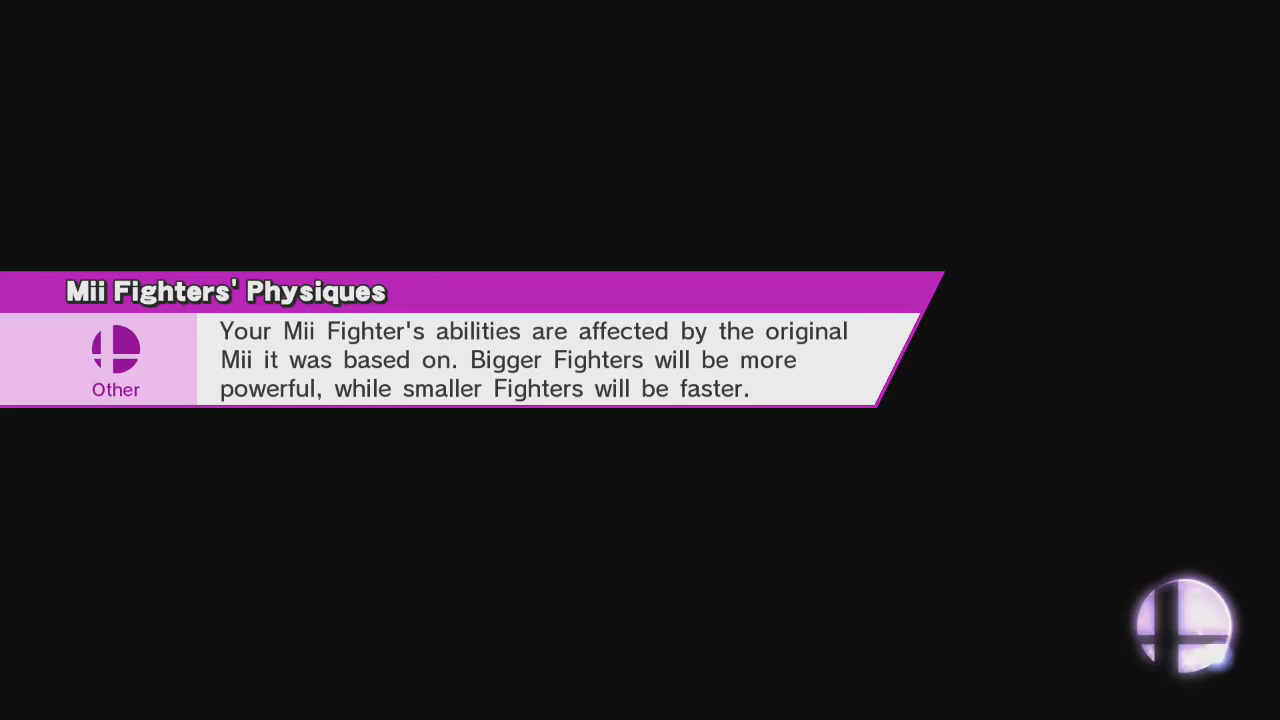 Mii Fighters' Physiques
Other
Your Mii Fighter's abilities are affected by the original
Mii it was based on. Bigger Fighters will be more
powerful, while smaller Fighters will be faster.